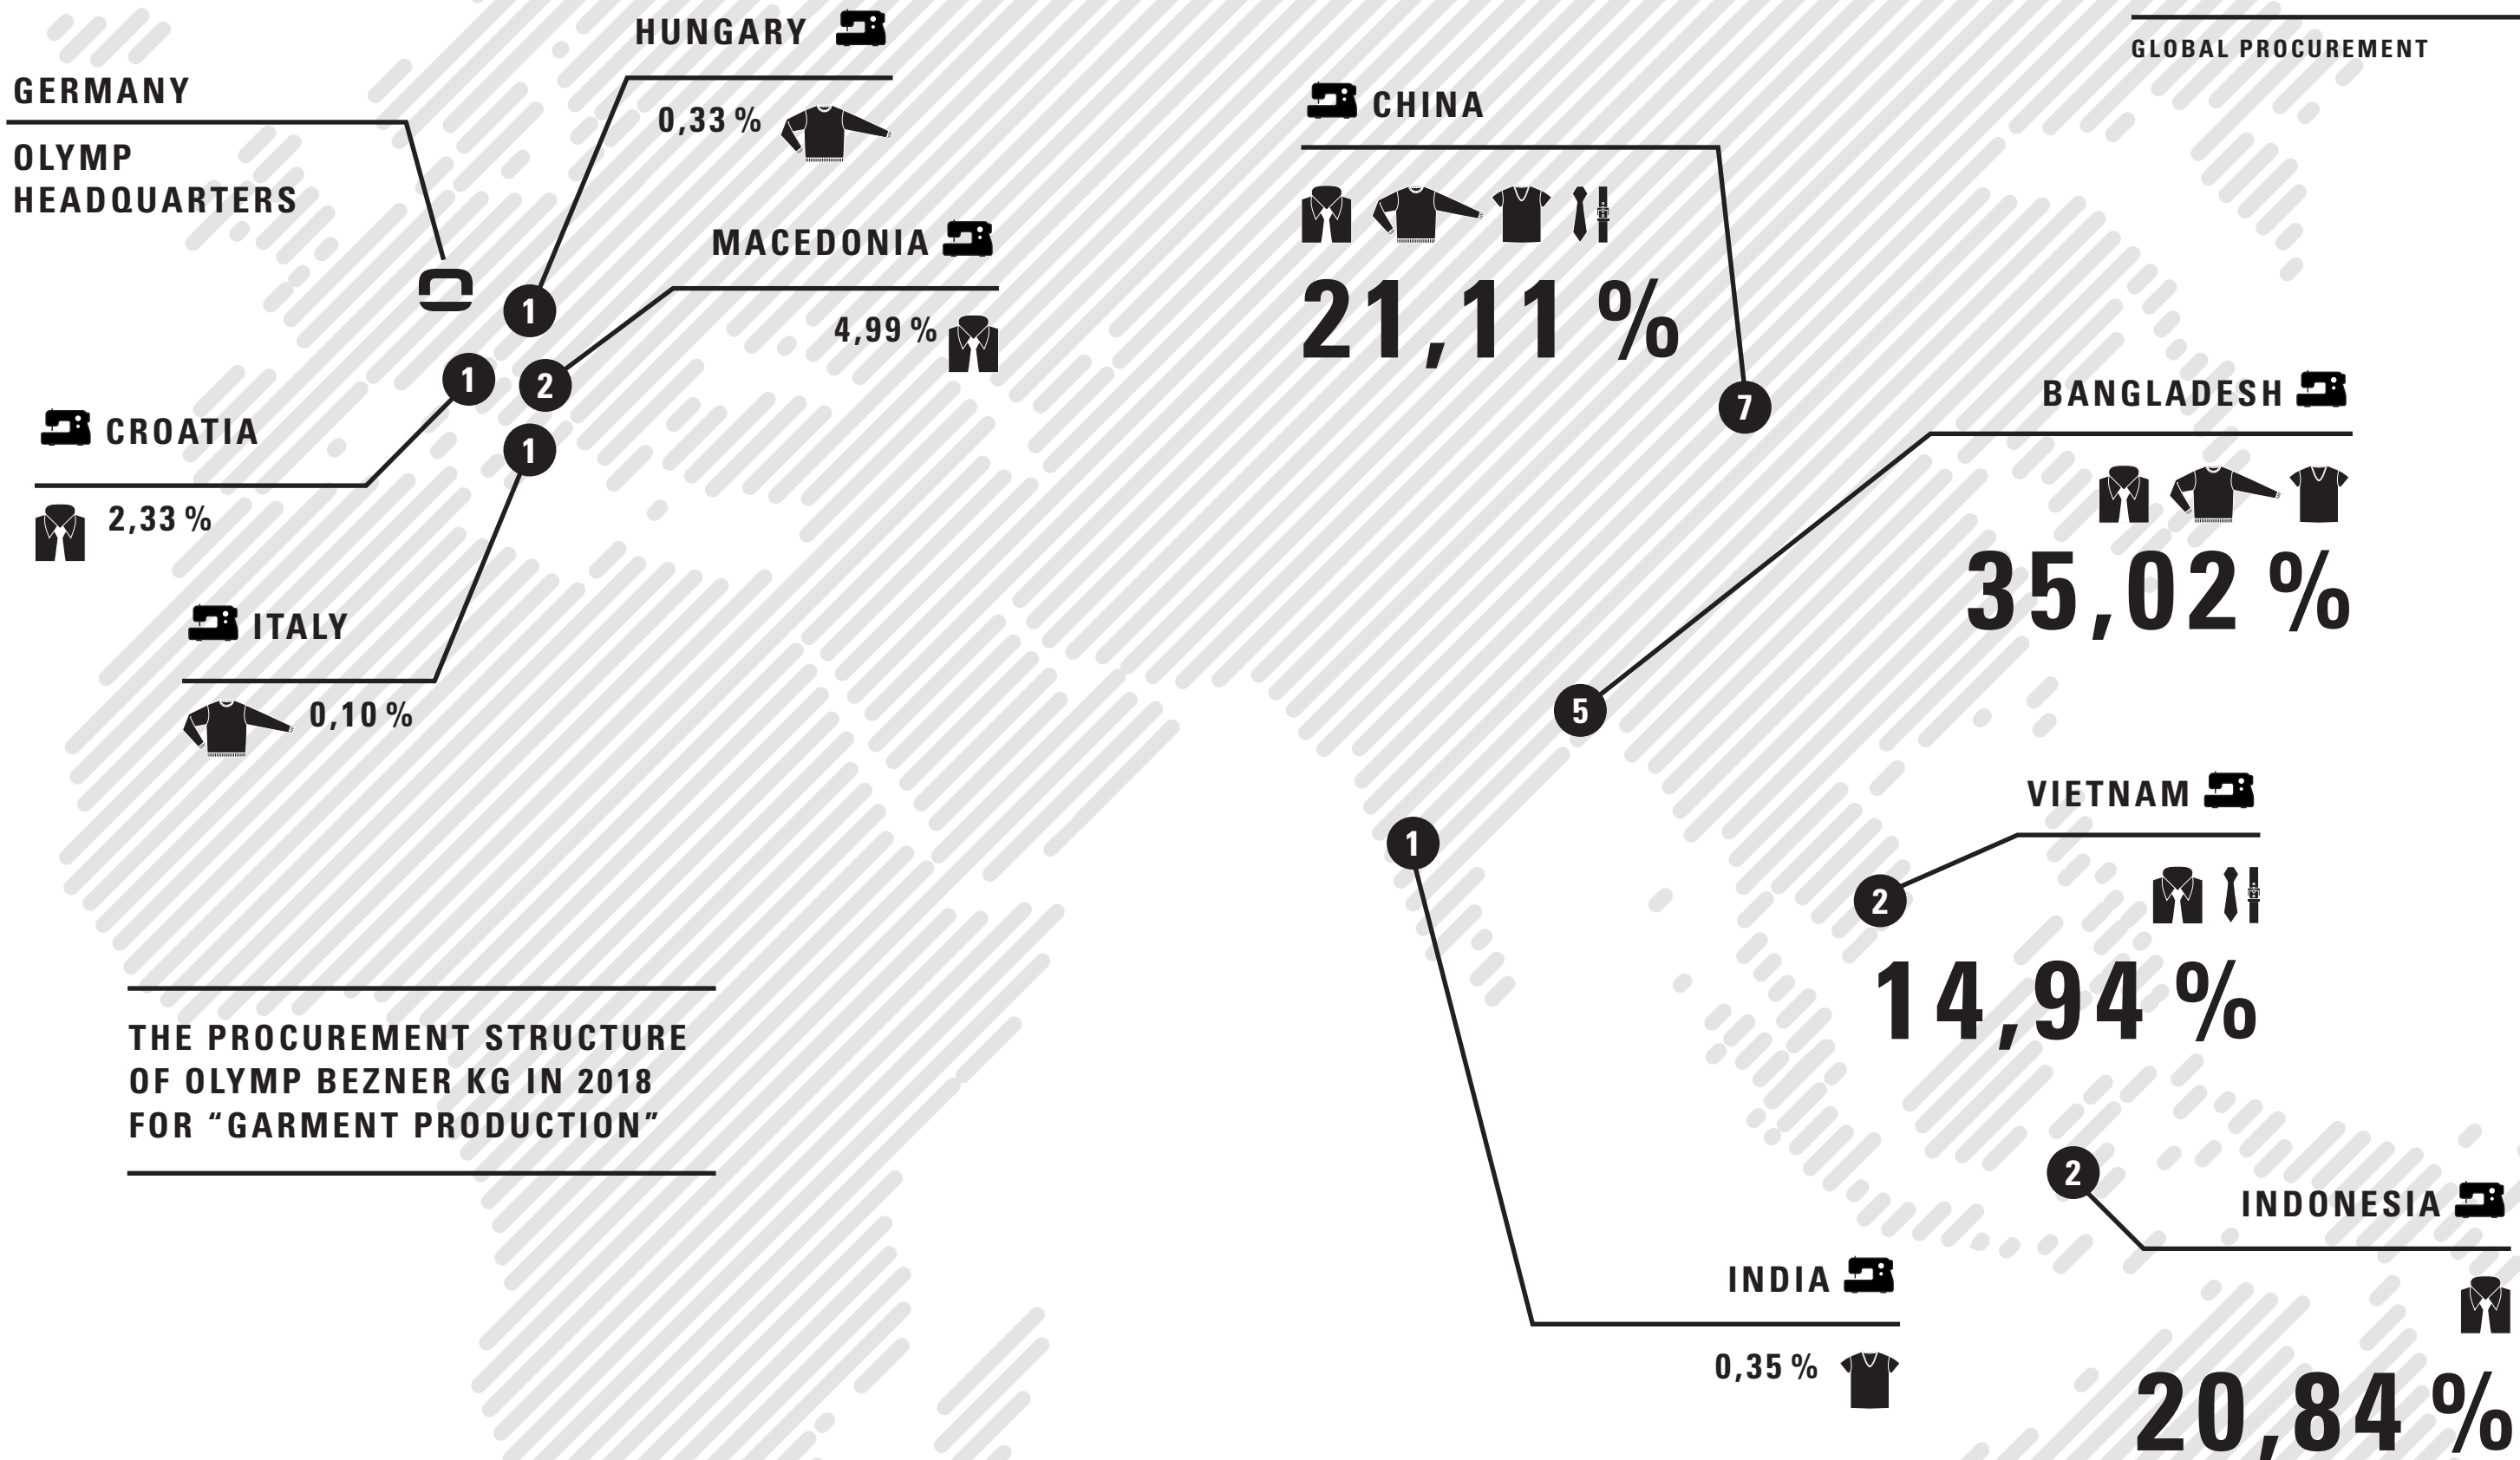 GLOBAL PROCUREMENT
GERMANY
OLYMP
HEADQUARTERS
HUNGARY
0,33 %
MACEDONIA
4,99 %
CROATIA
2,33 %
ITALY
0,10 %
1
1
2
1
CHINA
21,11 %
7
BANGLADESH
35,02 %
5
VIETNAM
14,94 %
2
1
INDIA
0,35 %
2
INDONESIA
20,84 %
THE PROCUREMENT STRUCTURE
OF OLYMP BEZNER KG IN 2018
FOR “GARMENT PRODUCTION”